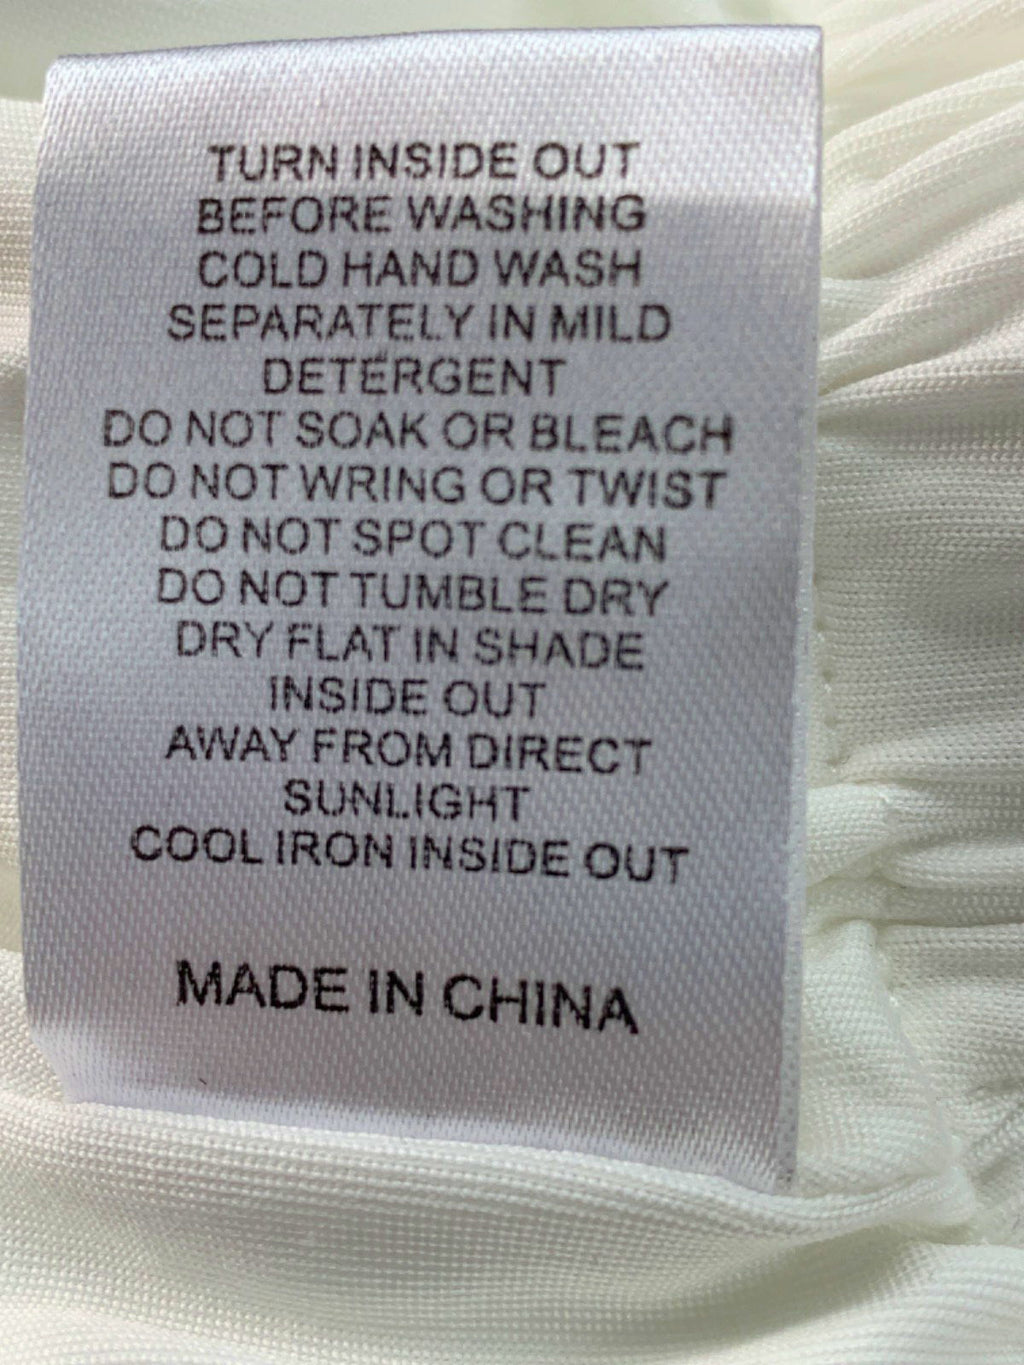 TURN INSIDE OUT
BEFORE WASHING
COLD HAND WASH
SEPARATELY IN MILD
DETERGENT
DO NOT SOAK OR BLEACH
DO NOT WRING OR TWIST
DO NOT SPOT CLEAN
DO NOT TUMBLE DRY
DRY FLAT IN SHADE
INSIDE OUT
AWAY FROM DIRECT
SUNLIGHT
COOL IRON INSIDE OUT
MADE IN CHINA